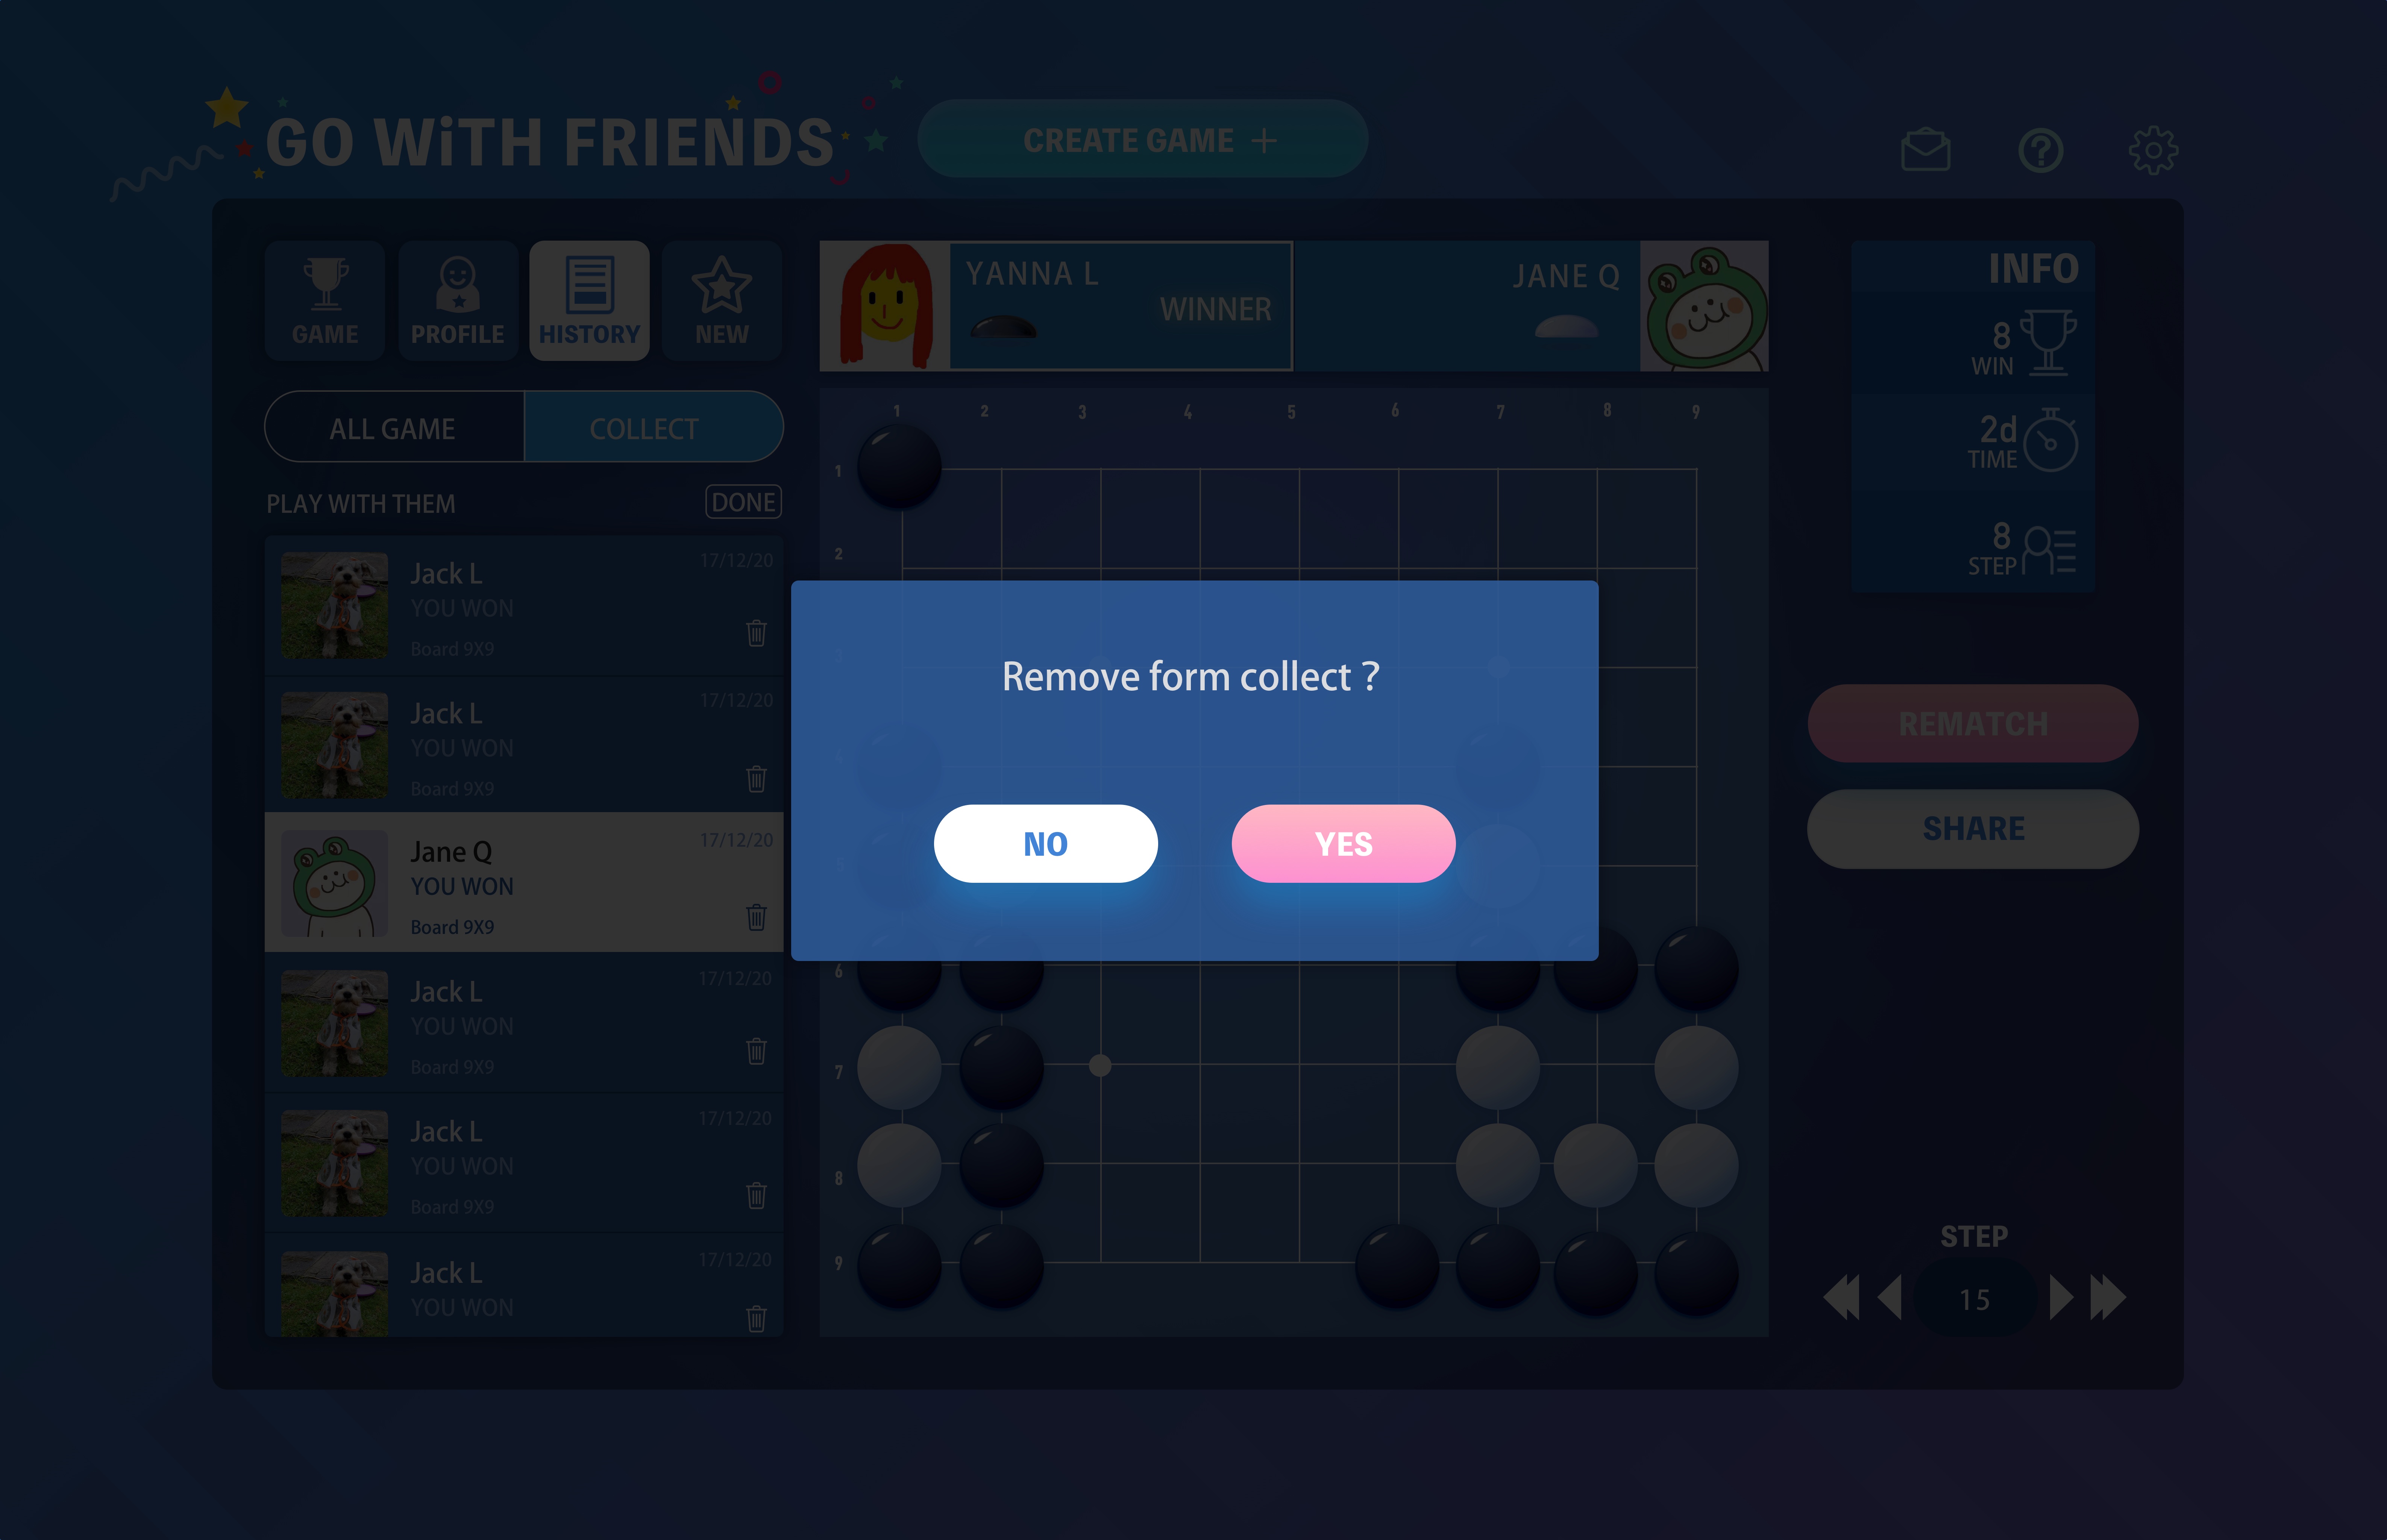 GO WiTH FRIENDS
CREATE GAME +
GAME
PROFILE
HISTORY
NEW
ALL GAME
COLLECT
PLAY WITH THEM
DONE
Jack L
17/12/20
YOU WON
Board 9X9
Jack L
17/12/20
YOU WON
Board 9X9
Jane Q
17/12/20
YOU WON
Board 9X9
Jack L
17/12/20
YOU WON
Board 9X9
Jack L
17/12/20
YOU WON
Board 9X9
Jack L
17/12/20
YOU WON
YANNA L
WINNER
JANE Q
1 2 3 4 5 6 7 8 9
1
2
3
4
5
6
7
8
9
Remove form collect ?
NO
YES
INFO
8
WIN
2d
TIME
8
STEP
REMATCH
SHARE
STEP
15